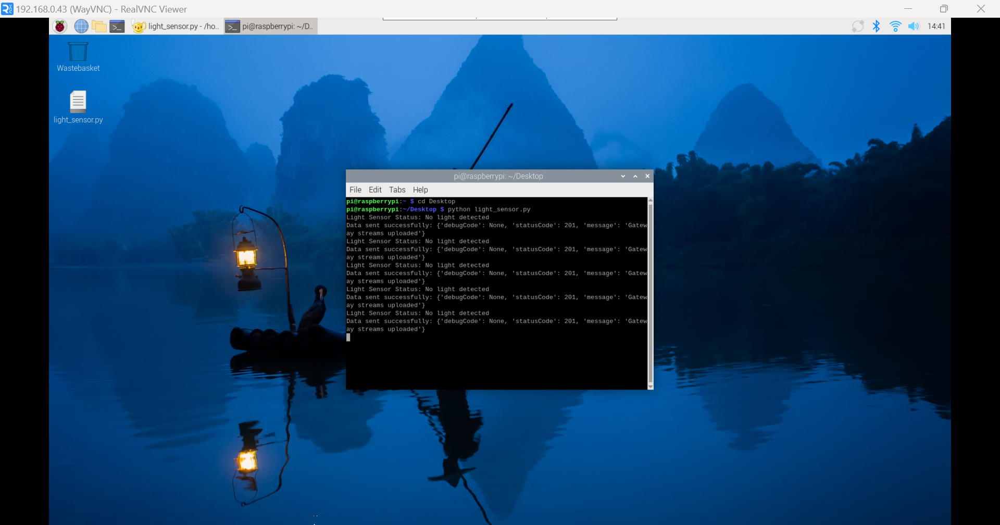 192.168.0.43 (WayVNC) - RealVNC Viewer
light_sensor.py - /ho..
pi@raspberrypi: ~/D..
14:41
Wastebasket
light_sensor.py
pi@raspberrypi: ~/Desktop
File Edit Tabs Help
pi@raspberrypi:~ $ cd Desktop
pi@raspberrypi:~/Desktop $ python light_sensor.py
Light Sensor Status: No light detected
Data sent successfully: {'debugCode': None, 'statusCode': 201, 'message': 'Gatew
ay streams uploaded'}
Light Sensor Status: No light detected
Data sent successfully: {'debugCode': None, 'statusCode': 201, 'message': 'Gatew
ay streams uploaded'}
Light Sensor Status: No light detected
Data sent successfully: {'debugCode': None, 'statusCode': 201, 'message': 'Gatew
ay streams uploaded'}
Light Sensor Status: No light detected
Data sent successfully: {'debugCode': None, 'statusCode': 201, 'message': 'Gatew
ay streams uploaded'}
Light Sensor Status: No light detected
Data sent successfully: {'debugCode': None, 'statusCode': 201, 'message': 'Gatew
ay streams uploaded'}